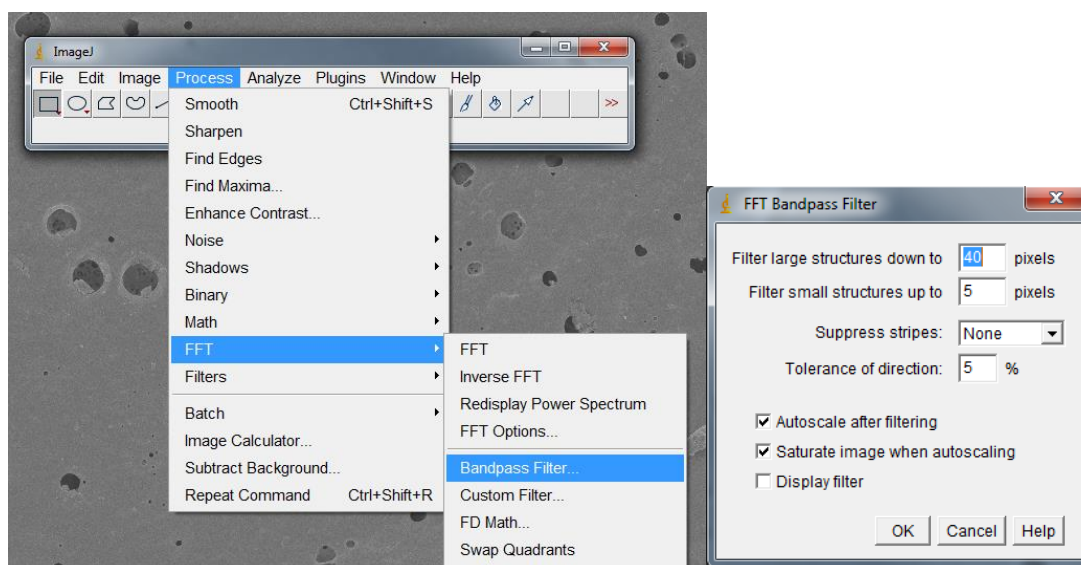 ImageJ
File Edit Image Process Analyze Plugins Window Help
>>
Smooth Ctrl+Shift+S
Sharpen
Find Edges
Find Maxima...
Enhance Contrast...
Noise
Shadows
Binary
Math
FFT
Filters
Batch
Image Calculator...
Subtract Background...
Repeat Command Ctrl+Shift+R
FFT
Inverse FFT
Redisplay Power Spectrum
FFT Options...
Bandpass Filter...
Custom Filter...
FD Math...
Swap Quadrants
FFT Bandpass Filter
Filter large structures down to 40 pixels
Filter small structures up to 5 pixels
Suppress stripes: None
Tolerance of direction: 5 %
Autoscale after filtering
Saturate image when autoscaling
Display filter
OK Cancel Help